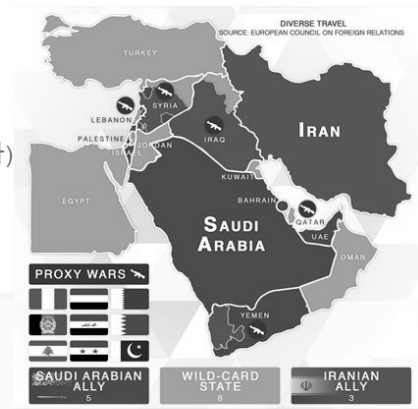 DIVERSE TRAVEL
SOURCE: EUROPEAN COUNCIL ON FOREIGN RELATIONS
TURKEY
SYRIA
LEBANON
IRAN
IRAQ
PALESTINE
ISRAEL
JORDAN
KUWAIT
EGYPT
BAHRAIN
QATAR
SAUDI
ARABIA
UAE
OMAN
PROXY WARS
YEMEN
SAUDI ARABIAN
ALLY
5
WILD-CARD
STATE
8
IRANIAN
ALLY
3